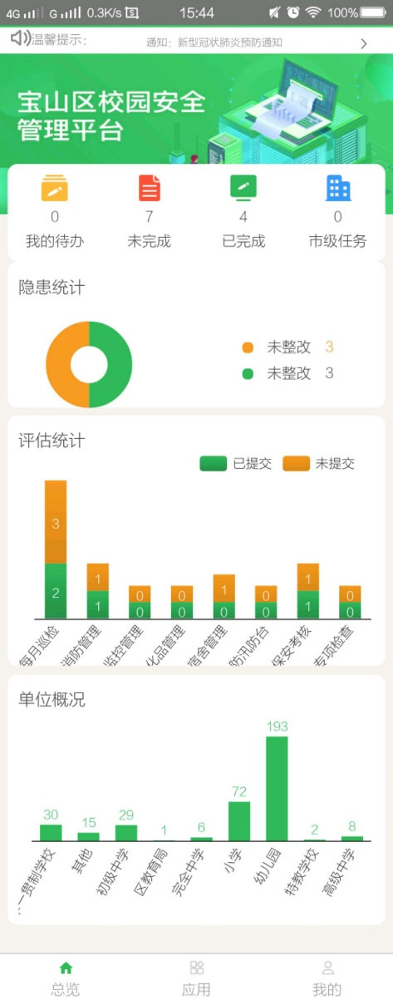 4G G 0.3K/s 15:44 100%
温馨提示: 通知: 新型冠状肺炎预防通知
宝山区校园安全
管理平台
0 7 4 0
我的待办 未完成 已完成 市级任务
隐患统计
未整改 3
未整改 3
评估统计
已提交 未提交
3 2
1 1
0 0
0 0
1 0
0 0
1 1
0 0
每月巡检 消防管理 监控管理 化品管理 宿舍管理 防汛防台 保安考核 专项检查
单位概况
30 15 29 1 6 72 193 2 8
一贯制学校 其他 初级中学 区教育局 完全中学 小学 幼儿园 特教学校 高级中学
总览 应用 我的